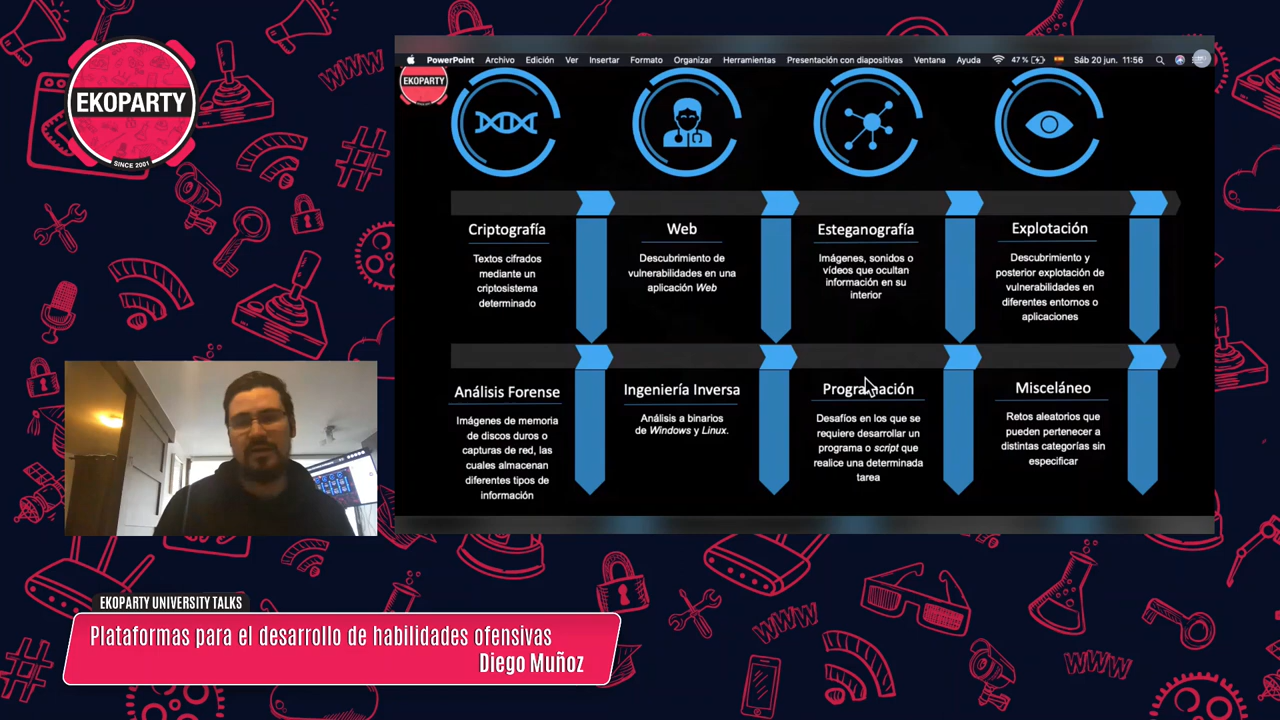 EKOPARTY
SINCE 2001
PowerPoint Archivo Edición Ver Insertar Formato Organizar Herramientas Presentación con diapositivas Ventana Ayuda 47 % Sáb 20 jun. 11:56
EKOPARTY
Criptografía
Textos cifrados
mediante un
criptosistema
determinado
Web
Descubrimiento de
vulnerabilidades en una
aplicación Web
Esteganografía
Imágenes, sonidos o
vídeos que ocultan
información en su
interior
Explotación
Descubrimiento y
posterior explotación de
vulnerabilidades en
diferentes entornos o
aplicaciones
Análisis Forense
Imágenes de memoria
de discos duros o
capturas de red, las
cuales almacenan
diferentes tipos de
información
Ingeniería Inversa
Análisis a binarios
de Windows y Linux.
Programación
Desafíos en los que se
requiere desarrollar un
programa o script que
realice una determinada
tarea
Misceláneo
Retos aleatorios que
pueden pertenecer a
distintas categorías sin
especificar
EKOPARTY UNIVERSITY TALKS
Plataformas para el desarrollo de habilidades ofensivas
Diego Muñoz
WWW
WWW
WWW